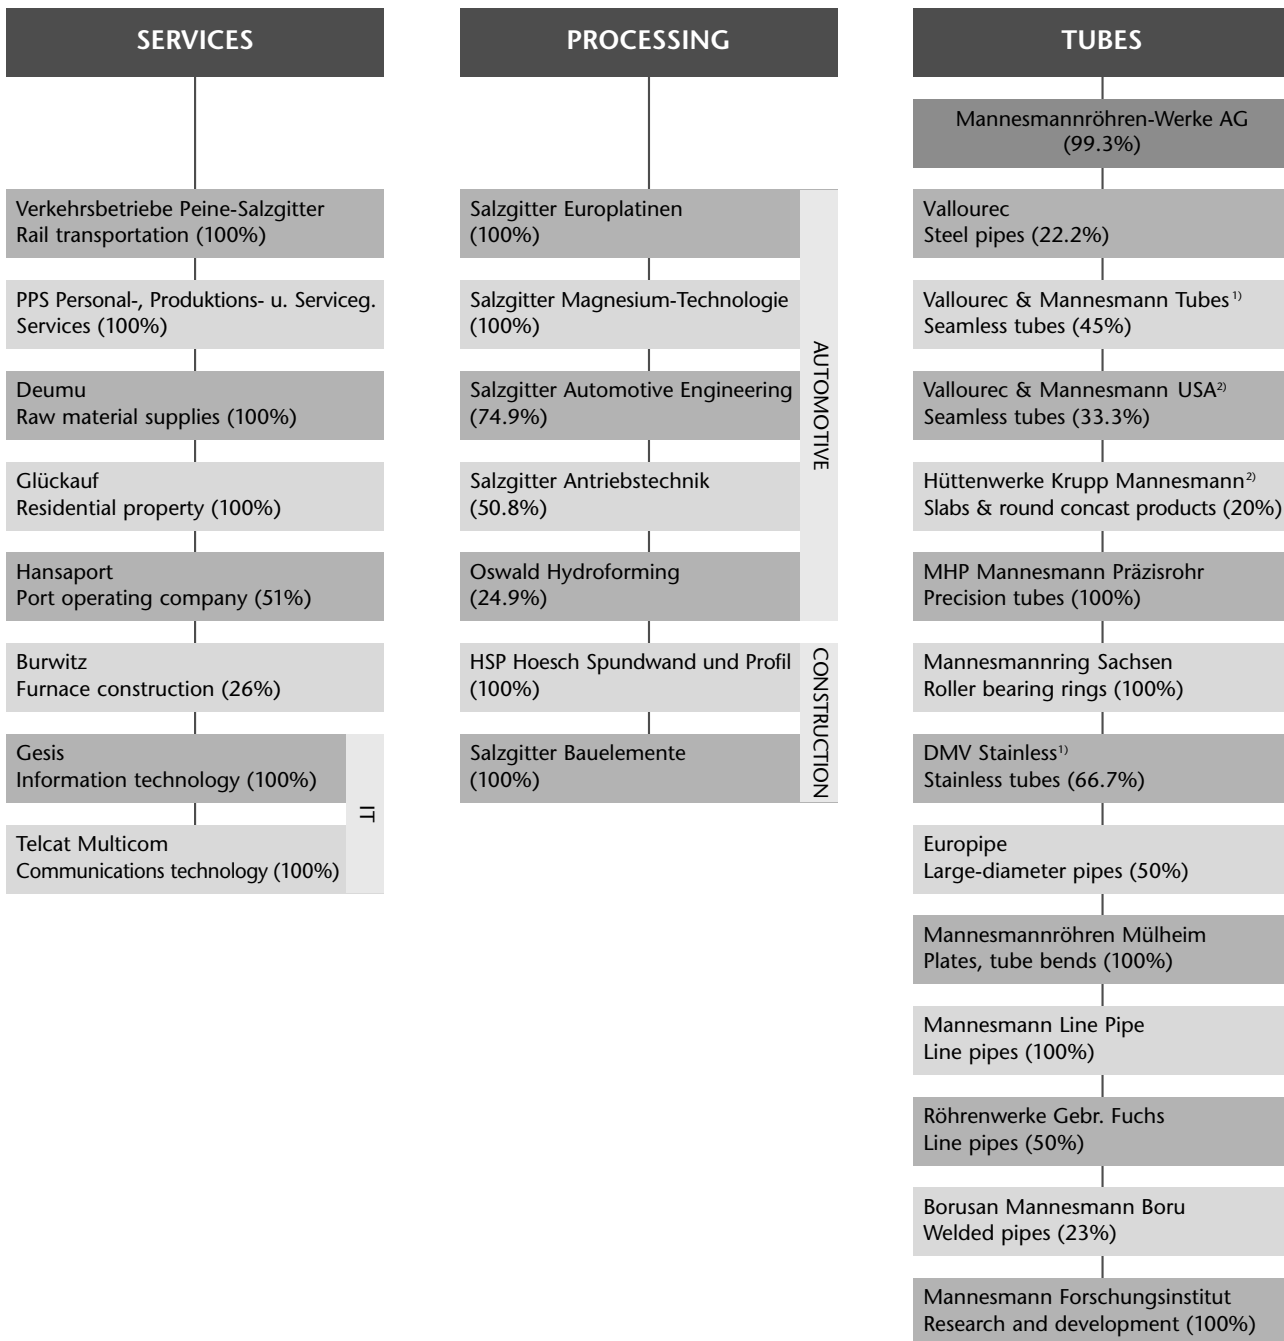 SERVICES
Verkehrsbetriebe Peine-Salzgitter
Rail transportation (100%)
PPS Personal-, Produktions- u. Serviceg.
Services (100%)
Deumu
Raw material supplies (100%)
Glückauf
Residential property (100%)
Hansaport
Port operating company (51%)
Burwitz
Furnace construction (26%)
Gesis
Information technology (100%)
Telcat Multicom
Communications technology (100%)
IT
PROCESSING
Salzgitter Europlatinen
(100%)
Salzgitter Magnesium-Technologie
(100%)
Salzgitter Automotive Engineering
(74.9%)
Salzgitter Antriebstechnik
(50.8%)
Oswald Hydroforming
(24.9%)
AUTOMOTIVE
HSP Hoesch Spundwand und Profil
(100%)
Salzgitter Bauelemente
(100%)
CONSTRUCTION
TUBES
Mannesmannröhren-Werke AG
(99.3%)
Vallourec
Steel pipes (22.2%)
Vallourec & Mannesmann Tubes 1)
Seamless tubes (45%)
Vallourec & Mannesmann USA2)
Seamless tubes (33.3%)
Hüttenwerke Krupp Mannesmann2)
Slabs & round concast products (20%)
MHP Mannesmann Präzisrohr
Precision tubes (100%)
Mannesmannring Sachsen
Roller bearing rings (100%)
DMV Stainless1)
Stainless tubes (66.7%)
Europipe
Large-diameter pipes (50%)
Mannesmannröhren Mülheim
Plates, tube bends (100%)
Mannesmann Line Pipe
Line pipes (100%)
Röhrenwerke Gebr. Fuchs
Line pipes (50%)
Borusan Mannesmann Boru
Welded pipes (23%)
Mannesmann Forschungsinstitut
Research and development (100%)